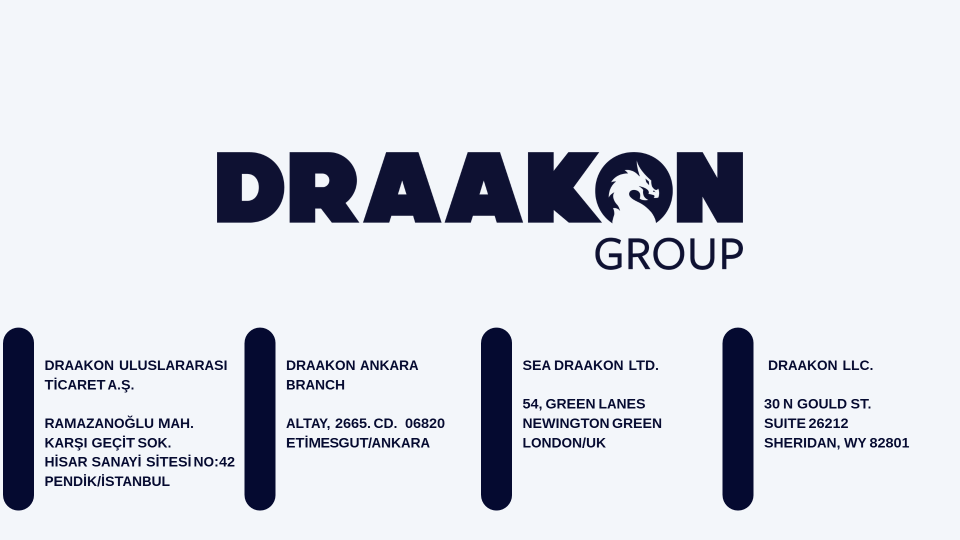 DRAAKON
GROUP
DRAAKON ULUSLARARASI
TİCARET A.Ş.
RAMAZANOĞLU MAH.
KARŞI GEÇİT SOK.
HİSAR SANAYİ SİTESİ NO:42
PENDİK/İSTANBUL
DRAAKON ANKARA
BRANCH
ALTAY, 2665. CD. 06820
ETİMESGUT/ANKARA
SEA DRAAKON LTD.
54, GREEN LANES
NEWINGTON GREEN
LONDON/UK
DRAAKON LLC.
30 N GOULD ST.
SUITE 26212
SHERIDAN, WY 82801